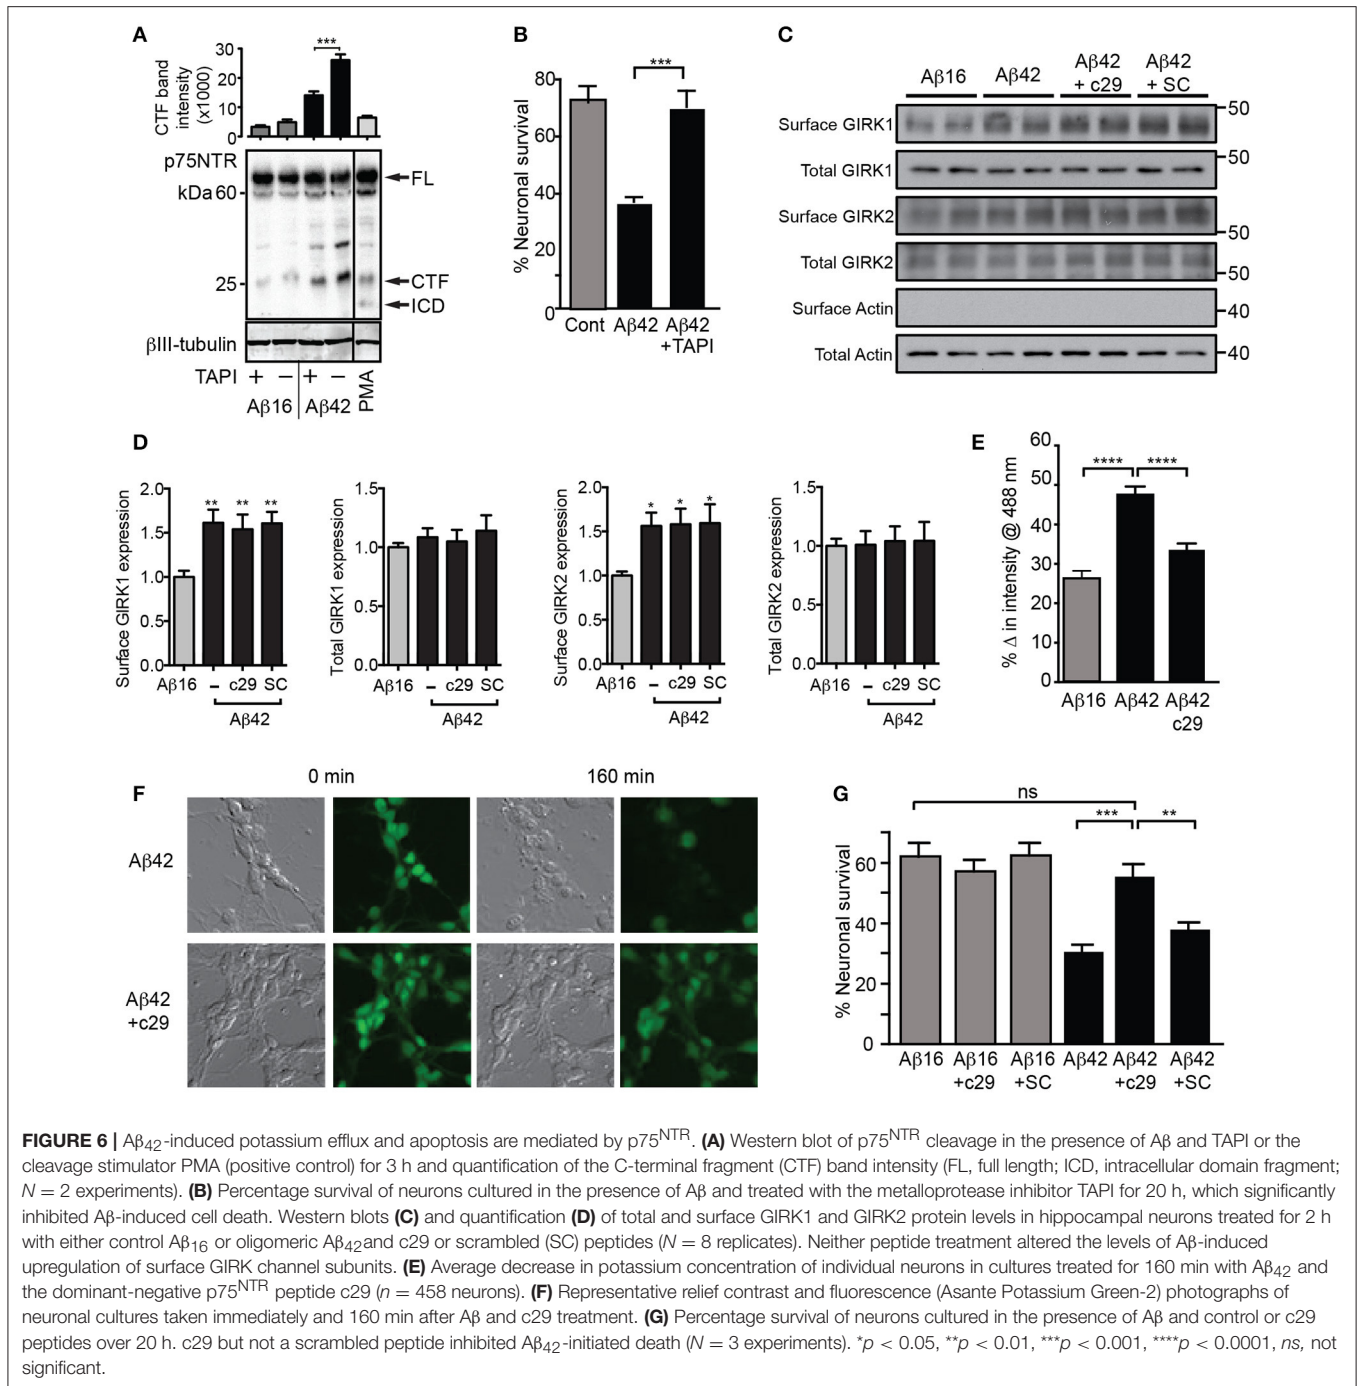 A
CTF band
intensity
(x1000)
30
20
10
0
***
p75NTR
kDa 60
25
FL
CTF
ICD
βIII-tubulin
TAPI + − + −
Aβ16 Aβ42 PMA
B
% Neuronal survival
80
60
40
20
0
***
Cont Aβ42 Aβ42
+TAPI
C
Aβ16 Aβ42 Aβ42 Aβ42
+ c29 + SC
Surface GIRK1 50
Total GIRK1 50
Surface GIRK2 50
Total GIRK2 50
Surface Actin 40
Total Actin 40
D
Surface GIRK1 expression
2.0
1.5
1.0
0.5
0.0
** ** **
Aβ16 – c29 SC
Aβ42
Total GIRK1 expression
1.5
1.0
0.5
0.0
Aβ16 – c29 SC
Aβ42
Surface GIRK2 expression
2.0
1.5
1.0
0.5
0.0
* * *
Aβ16 – c29 SC
Aβ42
Total GIRK2 expression
1.5
1.0
0.5
0.0
Aβ16 – c29 SC
Aβ42
E
% Δ in intensity @ 488 nm
60
50
40
30
20
10
0
**** ****
Aβ16 Aβ42 Aβ42
c29
F
0 min 160 min
Aβ42
Aβ42
+c29
G
% Neuronal survival
60
40
20
0
ns
*** **
Aβ16 Aβ16 Aβ16 Aβ42 Aβ42 Aβ42
+c29 +SC +c29 +SC
FIGURE 6 | Aβ42-induced potassium efflux and apoptosis are mediated by p75NTR. (A) Western blot of p75NTR cleavage in the presence of Aβ and TAPI or the
cleavage stimulator PMA (positive control) for 3 h and quantification of the C-terminal fragment (CTF) band intensity (FL, full length; ICD, intracellular domain fragment;
N = 2 experiments). (B) Percentage survival of neurons cultured in the presence of Aβ and treated with the metalloprotease inhibitor TAPI for 20 h, which significantly
inhibited Aβ-induced cell death. Western blots (C) and quantification (D) of total and surface GIRK1 and GIRK2 protein levels in hippocampal neurons treated for 2 h
with either control Aβ16 or oligomeric Aβ42and c29 or scrambled (SC) peptides (N = 8 replicates). Neither peptide treatment altered the levels of Aβ-induced
upregulation of surface GIRK channel subunits. (E) Average decrease in potassium concentration of individual neurons in cultures treated for 160 min with Aβ42 and
the dominant-negative p75NTR peptide c29 (n = 458 neurons). (F) Representative relief contrast and fluorescence (Asante Potassium Green-2) photographs of
neuronal cultures taken immediately and 160 min after Aβ and c29 treatment. (G) Percentage survival of neurons cultured in the presence of Aβ and control or c29
peptides over 20 h. c29 but not a scrambled peptide inhibited Aβ42-initiated death (N = 3 experiments). *p < 0.05, **p < 0.01, ***p < 0.001, ****p < 0.0001, ns, not
significant.